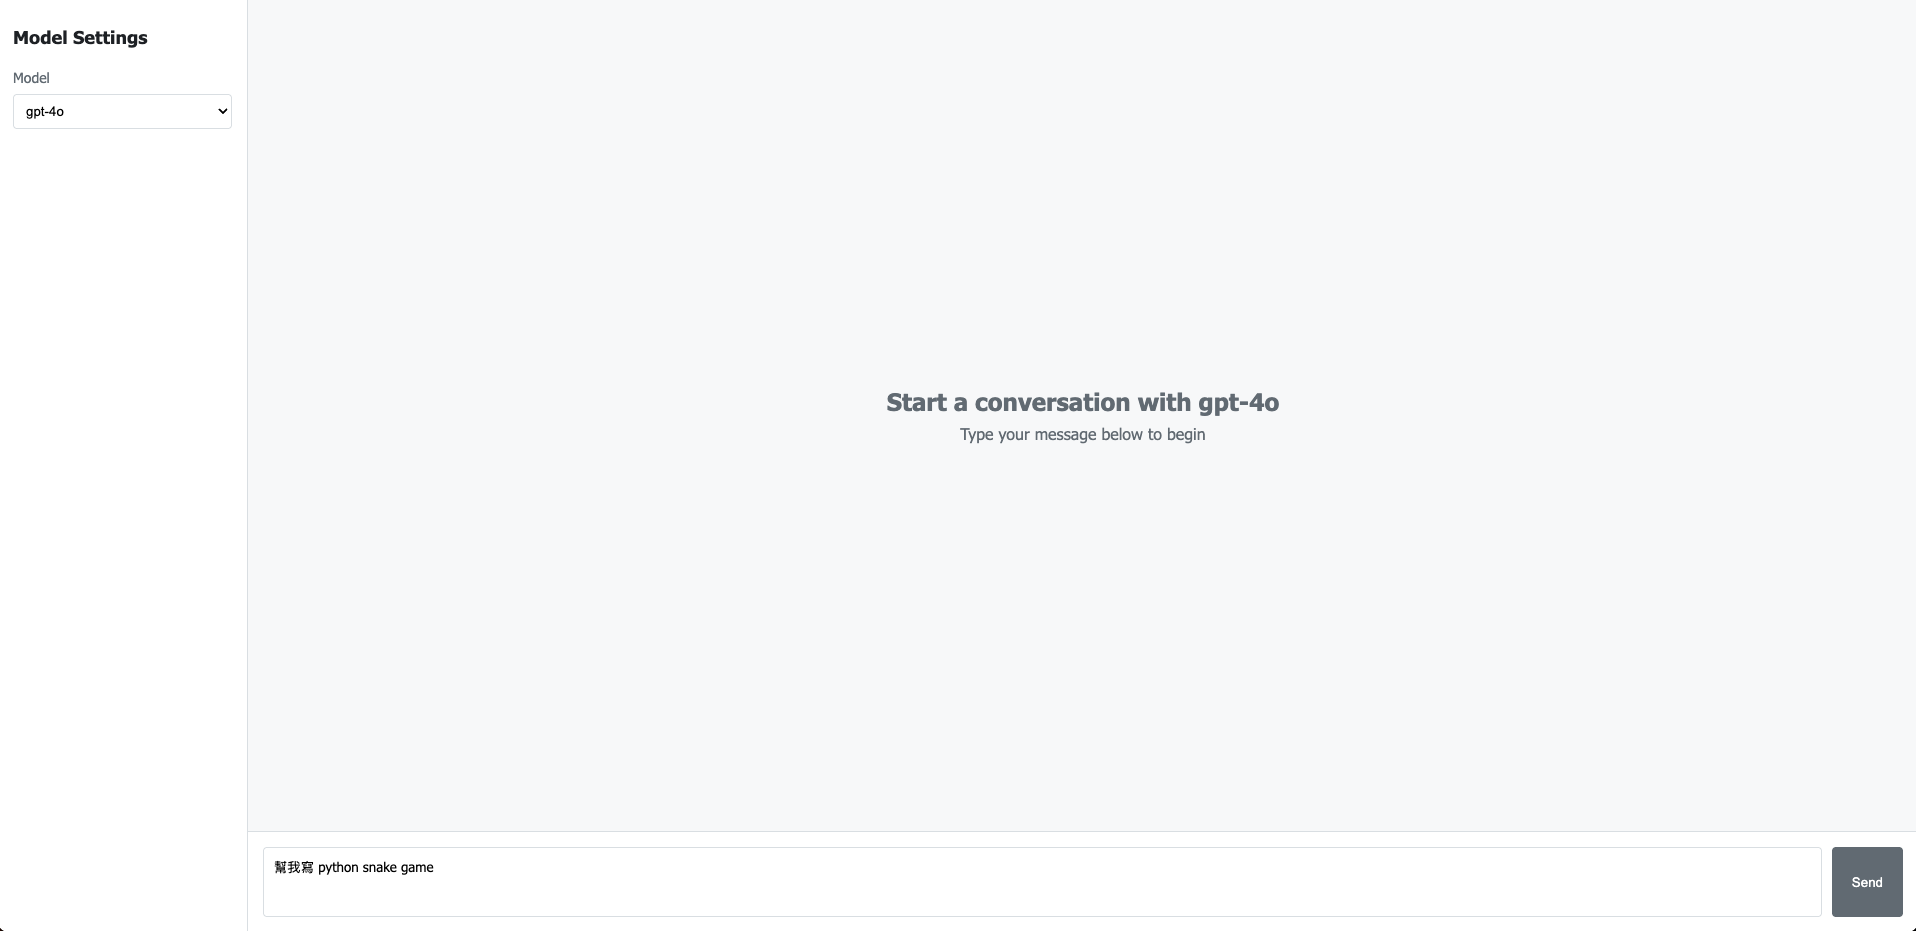 Model Settings
Model
gpt-4o
Start a conversation with gpt-4o
Type your message below to begin
幫我寫 python snake game
Send